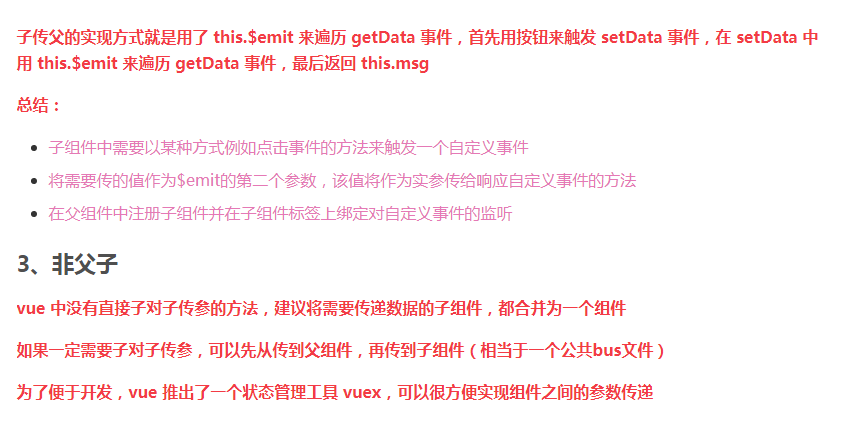 子传父的实现方式就是用了 this.$emit 来遍历 getData 事件，首先用按钮来触发 setData 事件，在 setData 中
用 this.$emit 来遍历 getData 事件，最后返回 this.msg
总结：
子组件中需要以某种方式例如点击事件的方法来触发一个自定义事件
将需要传的值作为$emit的第二个参数，该值将作为实参传给响应自定义事件的方法
在父组件中注册子组件并在子组件标签上绑定对自定义事件的监听
3、非父子
vue 中没有直接子对子传参的方法，建议将需要传递数据的子组件，都合并为一个组件
如果一定需要子对子传参，可以先从传到父组件，再传到子组件（相当于一个公共bus文件）
为了便于开发，vue 推出了一个状态管理工具 vuex，可以很方便实现组件之间的参数传递